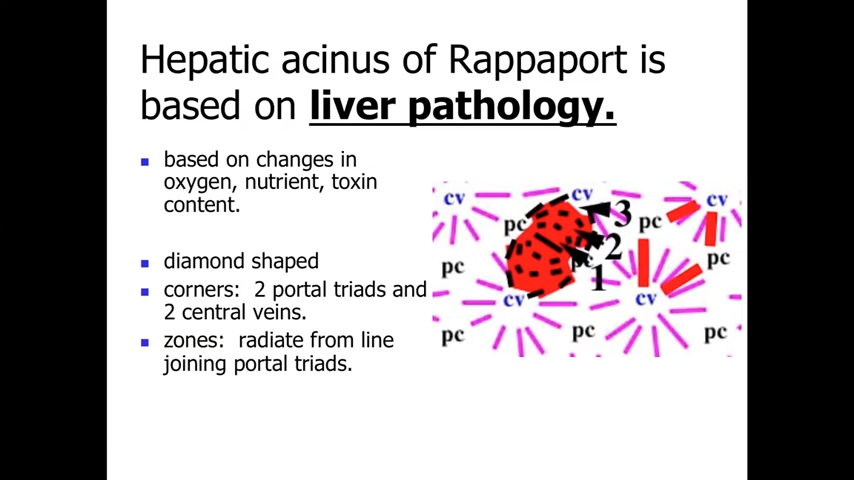 Hepatic acinus of Rappaport is
based on liver pathology.
based on changes in
oxygen, nutrient, toxin
content.
diamond shaped
corners: 2 portal triads and
2 central veins.
zones: radiate from line
joining portal triads.
cv cv cv
pc 3 pc
2
pc pc pc
1
cv cv
pc pc pc